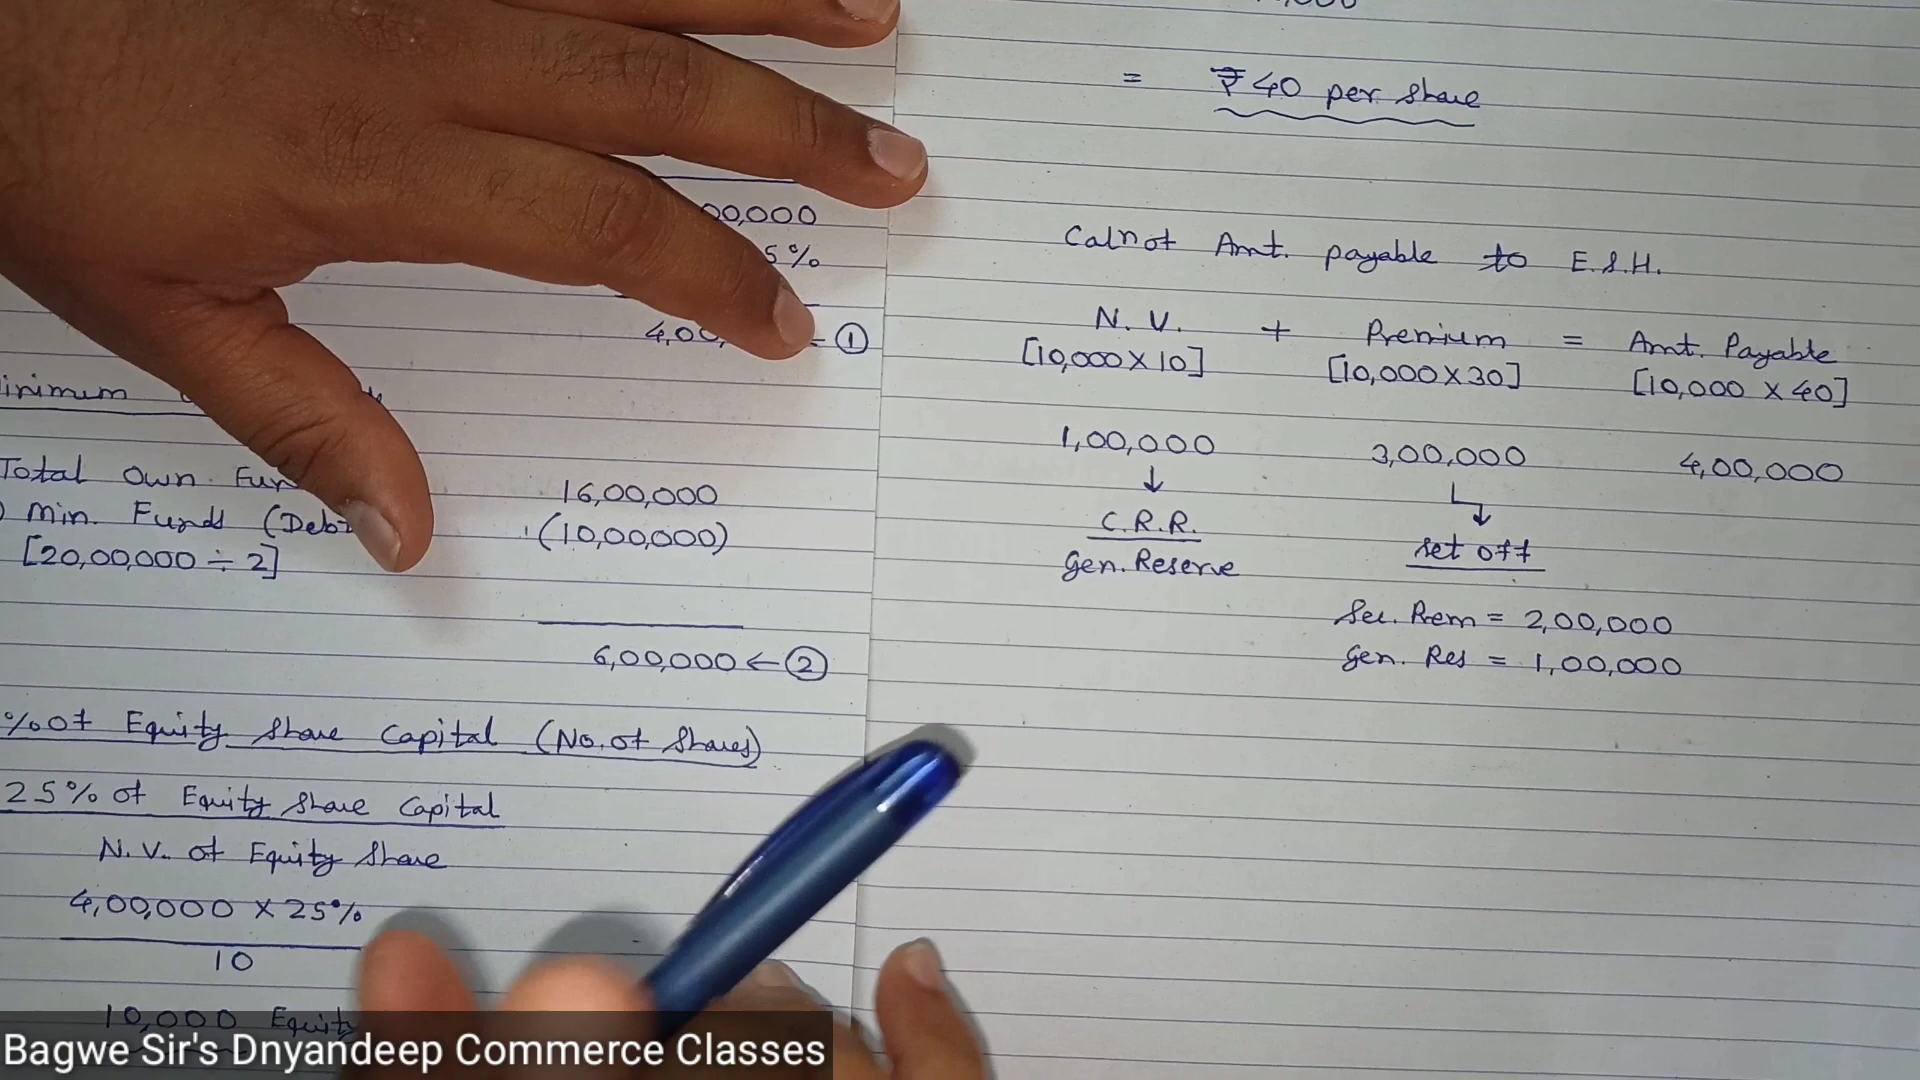 00,000
5%
4,00, ①
inimum
Total Own Fun 16,00,000
Min. Funds (Debt (10,00,000)
[20,00,000 ÷ 2]
6,00,000 ← ②
% of Equity Share Capital (No. of Shares)
25% of Equity Share Capital
N.V. of Equity Share
4,00,000 × 25%
10
10,000 Equity
= ₹40 per share
Calnof Amt. payable to E.S.H.
N.V. + Premium = Amt. Payable
[10,000 × 10] [10,000 × 30] [10,000 × 40]
1,00,000 3,00,000 4,00,000
↓ ↓
C.R.R. set off
Gen. Reserve
Sec. Prem = 2,00,000
Gen. Res = 1,00,000
Bagwe Sir's Dnyandeep Commerce Classes